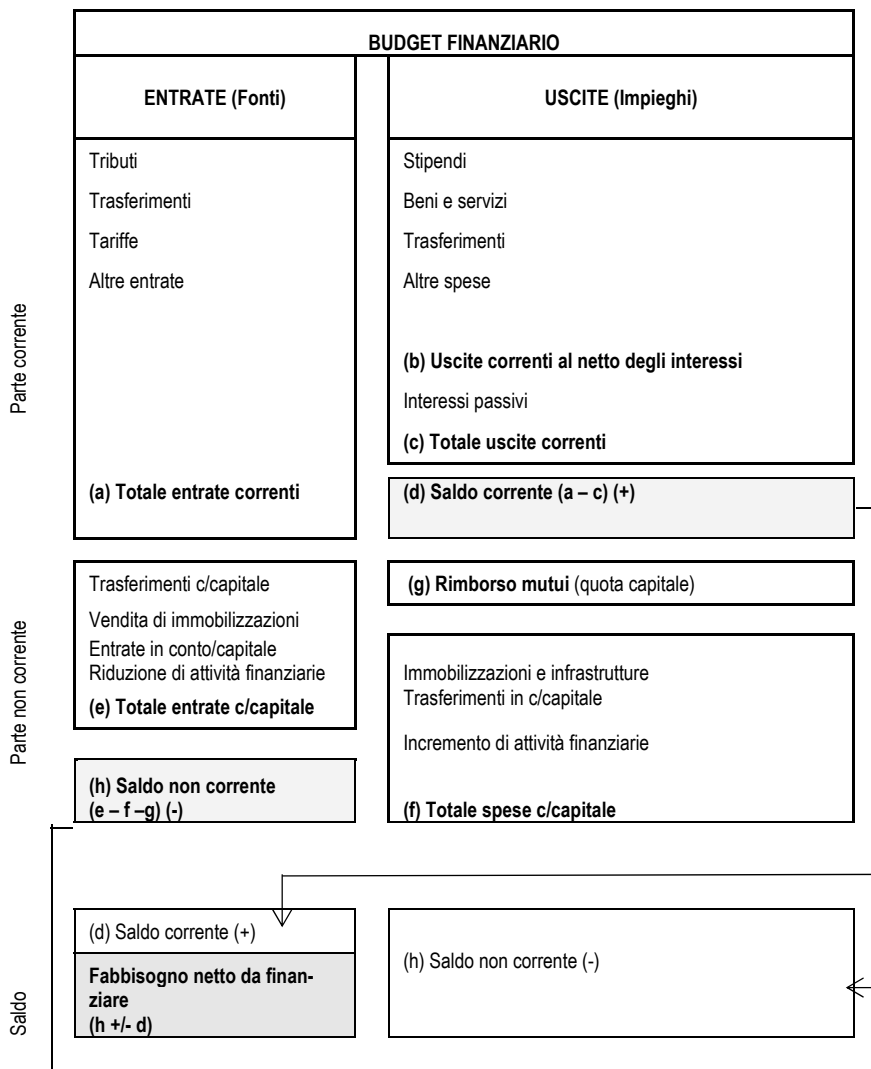 BUDGET FINANZIARIO
ENTRATE (Fonti)
USCITE (Impieghi)
Parte corrente
Tributi
Trasferimenti
Tariffe
Altre entrate
(a) Totale entrate correnti
Stipendi
Beni e servizi
Trasferimenti
Altre spese
(b) Uscite correnti al netto degli interessi
Interessi passivi
(c) Totale uscite correnti
(d) Saldo corrente (a – c) (+)
Parte non corrente
Trasferimenti c/capitale
Vendita di immobilizzazioni
Entrate in conto/capitale
Riduzione di attività finanziarie
(e) Totale entrate c/capitale
(h) Saldo non corrente
(e – f –g) (-)
(g) Rimborso mutui (quota capitale)
Immobilizzazioni e infrastrutture
Trasferimenti in c/capitale
Incremento di attività finanziarie
(f) Totale spese c/capitale
Saldo
(d) Saldo corrente (+)
Fabbisogno netto da finan-
ziare
(h +/- d)
(h) Saldo non corrente (-)